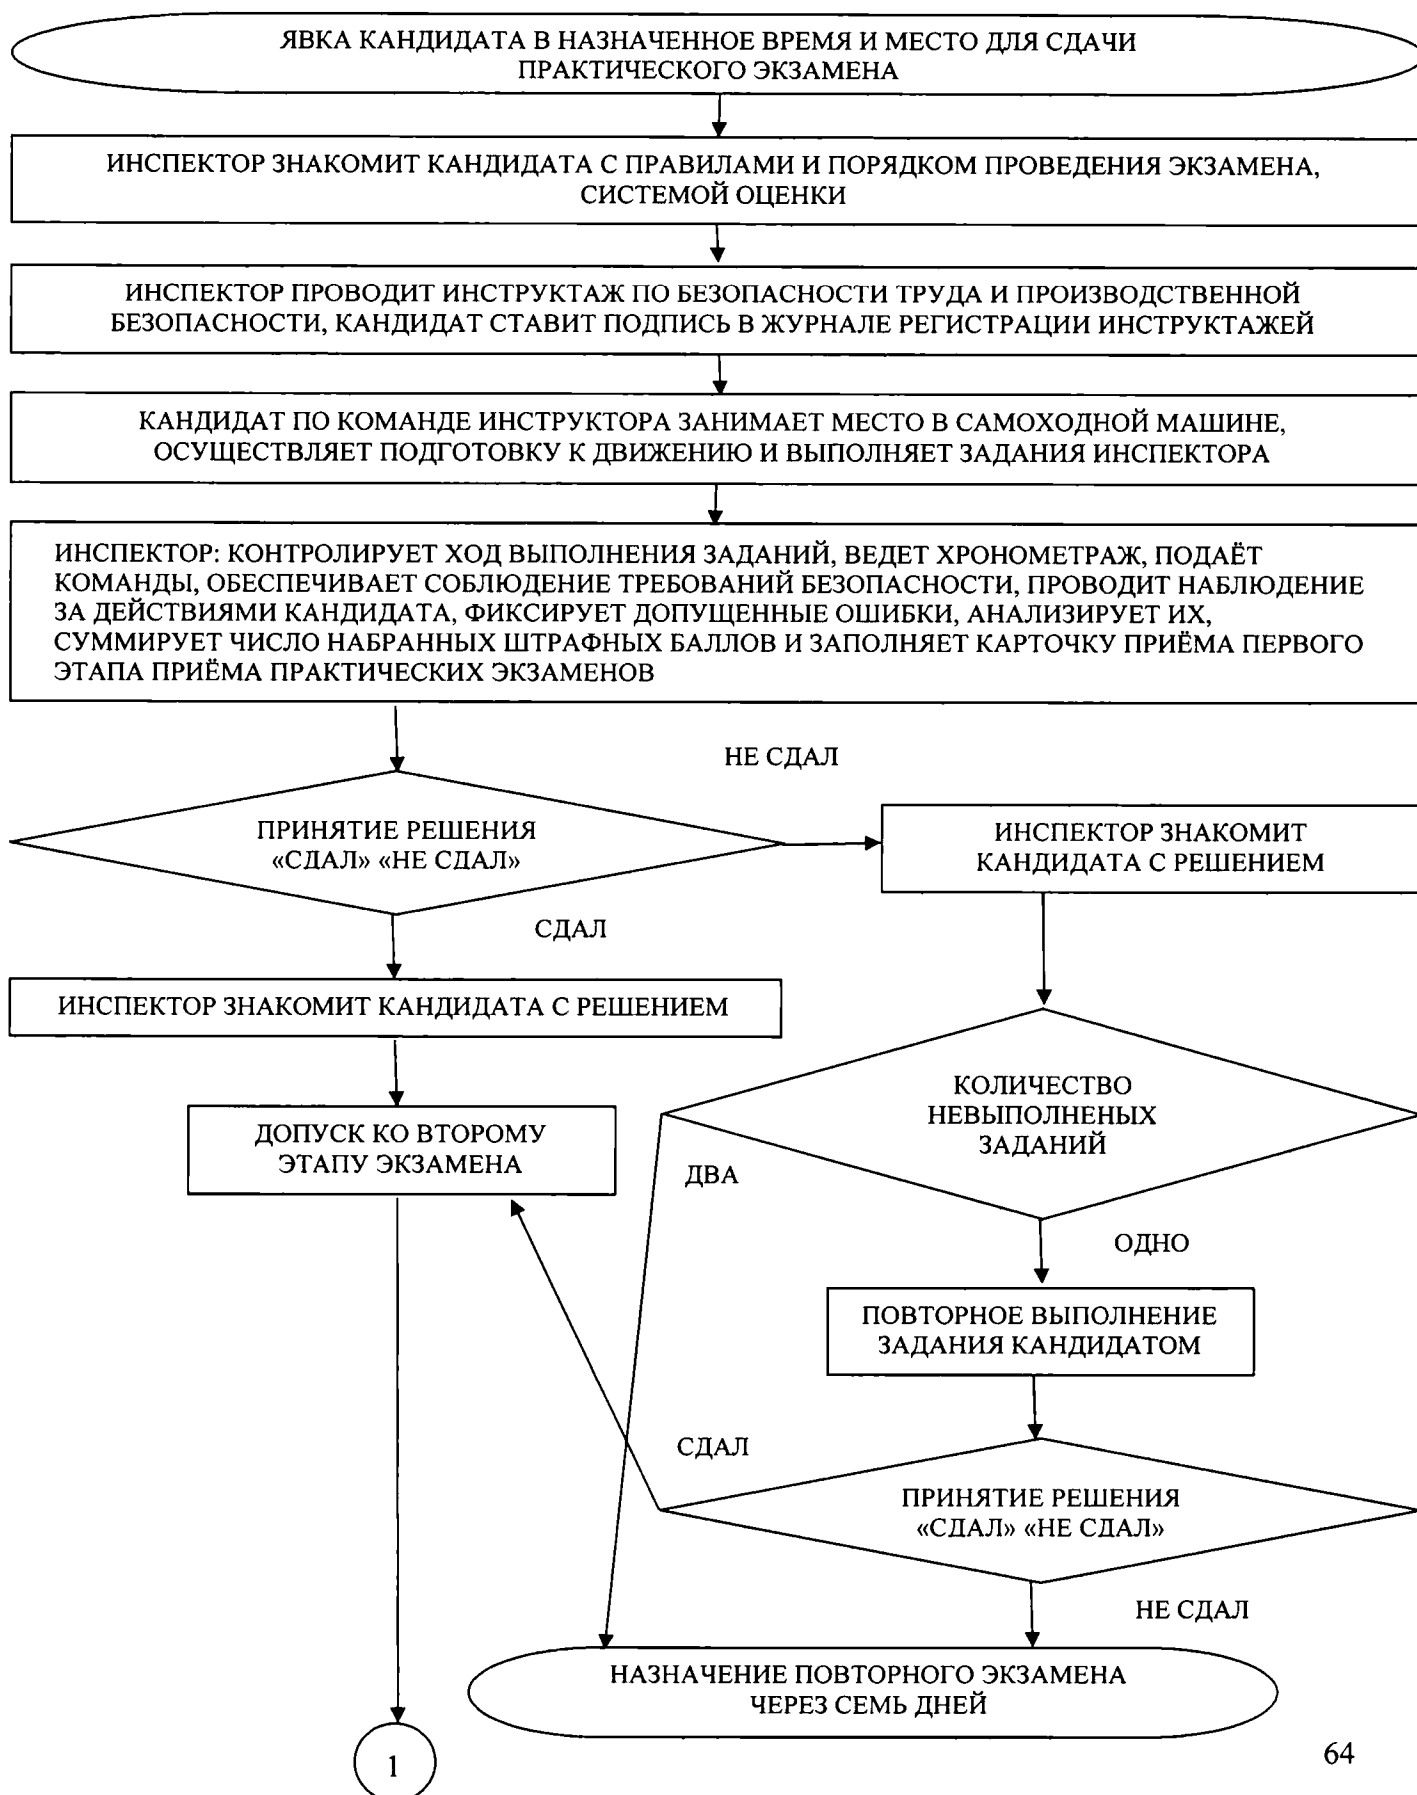 ЯВКА КАНДИДАТА В НАЗНАЧЕННОЕ ВРЕМЯ И МЕСТО ДЛЯ СДАЧИ
ПРАКТИЧЕСКОГО ЭКЗАМЕНА
ИНСПЕКТОР ЗНАКОМИТ КАНДИДАТА С ПРАВИЛАМИ И ПОРЯДКОМ ПРОВЕДЕНИЯ ЭКЗАМЕНА,
СИСТЕМОЙ ОЦЕНКИ
ИНСПЕКТОР ПРОВОДИТ ИНСТРУКТАЖ ПО БЕЗОПАСНОСТИ ТРУДА И ПРОИЗВОДСТВЕННОЙ
БЕЗОПАСНОСТИ, КАНДИДАТ СТАВИТ ПОДПИСЬ В ЖУРНАЛЕ РЕГИСТРАЦИИ ИНСТРУКТАЖЕЙ
КАНДИДАТ ПО КОМАНДЕ ИНСТРУКТОРА ЗАНИМАЕТ МЕСТО В САМОХОДНОЙ МАШИНЕ,
ОСУЩЕСТВЛЯЕТ ПОДГОТОВКУ К ДВИЖЕНИЮ И ВЫПОЛНЯЕТ ЗАДАНИЯ ИНСПЕКТОРА
ИНСПЕКТОР: КОНТРОЛИРУЕТ ХОД ВЫПОЛНЕНИЯ ЗАДАНИЙ, ВЕДЕТ ХРОНОМЕТРАЖ, ПОДАЁТ
КОМАНДЫ, ОБЕСПЕЧИВАЕТ СОБЛЮДЕНИЕ ТРЕБОВАНИЙ БЕЗОПАСНОСТИ, ПРОВОДИТ НАБЛЮДЕНИЕ
ЗА ДЕЙСТВИЯМИ КАНДИДАТА, ФИКСИРУЕТ ДОПУЩЕННЫЕ ОШИБКИ, АНАЛИЗИРУЕТ ИХ,
СУММИРУЕТ ЧИСЛО НАБРАННЫХ ШТРАФНЫХ БАЛЛОВ И ЗАПОЛНЯЕТ КАРТОЧКУ ПРИЁМА ПЕРВОГО
ЭТАПА ПРИЁМА ПРАКТИЧЕСКИХ ЭКЗАМЕНОВ
НЕ СДАЛ
ПРИНЯТИЕ РЕШЕНИЯ
«СДАЛ» «НЕ СДАЛ»
ИНСПЕКТОР ЗНАКОМИТ
КАНДИДАТА С РЕШЕНИЕМ
СДАЛ
ИНСПЕКТОР ЗНАКОМИТ КАНДИДАТА С РЕШЕНИЕМ
КОЛИЧЕСТВО
НЕВЫПОЛНЕНЫХ
ЗАДАНИЙ
ДОПУСК КО ВТОРОМУ
ЭТАПУ ЭКЗАМЕНА
ДВА
ОДНО
ПОВТОРНОЕ ВЫПОЛНЕНИЕ
ЗАДАНИЯ КАНДИДАТОМ
СДАЛ
ПРИНЯТИЕ РЕШЕНИЯ
«СДАЛ» «НЕ СДАЛ»
НЕ СДАЛ
НАЗНАЧЕНИЕ ПОВТОРНОГО ЭКЗАМЕНА
ЧЕРЕЗ СЕМЬ ДНЕЙ
1
64